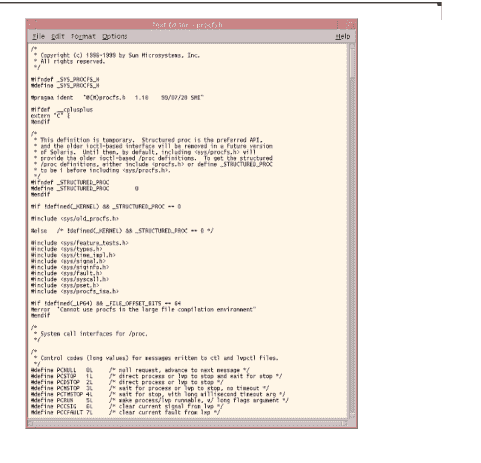 Text Editor - procfs.h
File Edit Format Options Help
/*
 * Copyright (c) 1996-1998 by Sun Microsystems, Inc.
 * All rights reserved.
 */
#ifndef _SYS_PROCFS_H
#define _SYS_PROCFS_H
#pragma ident "@(#)procfs.h 1.18 98/07/20 SMI"
#ifdef __cplusplus
extern "C" {
#endif
/*
 * This definition is temporary. Structured proc is the preferred API,
 * and the older ioctl-based interface will be removed in a future version
 * of Solaris. Until then, by default, including <sys/procfs.h> will
 * provide the older ioctl-based /proc definitions. To get the structured
 * /proc definitions, either include <procfs.h> or define _STRUCTURED_PROC
 * to be 1 before including <sys/procfs.h>.
 */
#ifndef _STRUCTURED_PROC
#define _STRUCTURED_PROC 0
#endif
#if !defined(_KERNEL) && _STRUCTURED_PROC == 0
#include <sys/old_procfs.h>
#else /* !defined(_KERNEL) && _STRUCTURED_PROC == 0 */
#include <sys/feature_tests.h>
#include <sys/types.h>
#include <sys/time_impl.h>
#include <sys/signal.h>
#include <sys/siginfo.h>
#include <sys/fault.h>
#include <sys/syscall.h>
#include <sys/pset.h>
#include <sys/procfs_isa.h>
#if !defined(_LP64) && _FILE_OFFSET_BITS == 64
#error "Cannot use procfs in the large file compilation environment"
#endif
/*
 * System call interfaces for /proc.
 */
/*
 * Control codes (long values) for messages written to ctl and lwpctl files.
 */
#define PCNULL 0L /* null request, advance to next message */
#define PCSTOP 1L /* direct process or lwp to stop and wait for stop */
#define PCDSTOP 2L /* direct process or lwp to stop */
#define PCWSTOP 3L /* wait for process or lwp to stop, no timeout */
#define PCTWSTOP 4L /* wait for stop, with long millisecond timeout arg */
#define PCRUN 5L /* make process/lwp runnable, w/ long flags argument */
#define PCCSIG 6L /* clear current signal from lwp */
#define PCCFAULT 7L /* clear current fault from lwp */